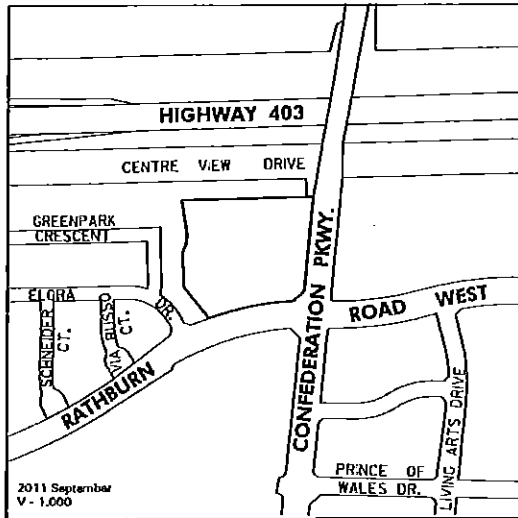 HIGHWAY 403
CENTRE VIEW DRIVE
GREENPARK
CRESCENT
CONFEDERATION PKWY.
ELORA
DR.
SCHNEIDER
CT.
VIA RUSSO
CT.
RATHBURN
ROAD WEST
LIVING ARTS DRIVE
PRINCE OF
WALES DR.
2011 September
V - 1.000